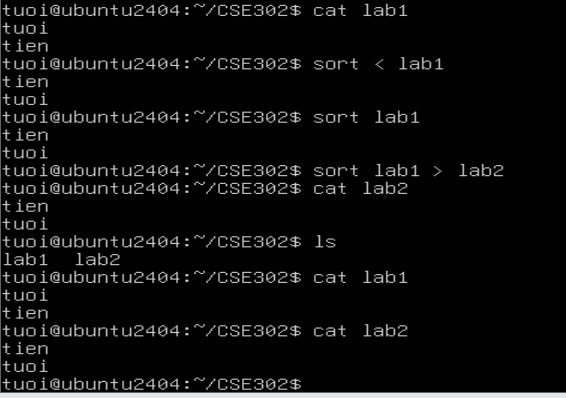 tuoi@ubuntu2404:~/CSE302$ cat lab1
tuoi
tien
tuoi@ubuntu2404:~/CSE302$ sort < lab1
tien
tuoi
tuoi@ubuntu2404:~/CSE302$ sort lab1
tien
tuoi
tuoi@ubuntu2404:~/CSE302$ sort lab1 > lab2
tuoi@ubuntu2404:~/CSE302$ cat lab2
tien
tuoi
tuoi@ubuntu2404:~/CSE302$ ls
lab1  lab2
tuoi@ubuntu2404:~/CSE302$ cat lab1
tuoi
tien
tuoi@ubuntu2404:~/CSE302$ cat lab2
tien
tuoi
tuoi@ubuntu2404:~/CSE302$